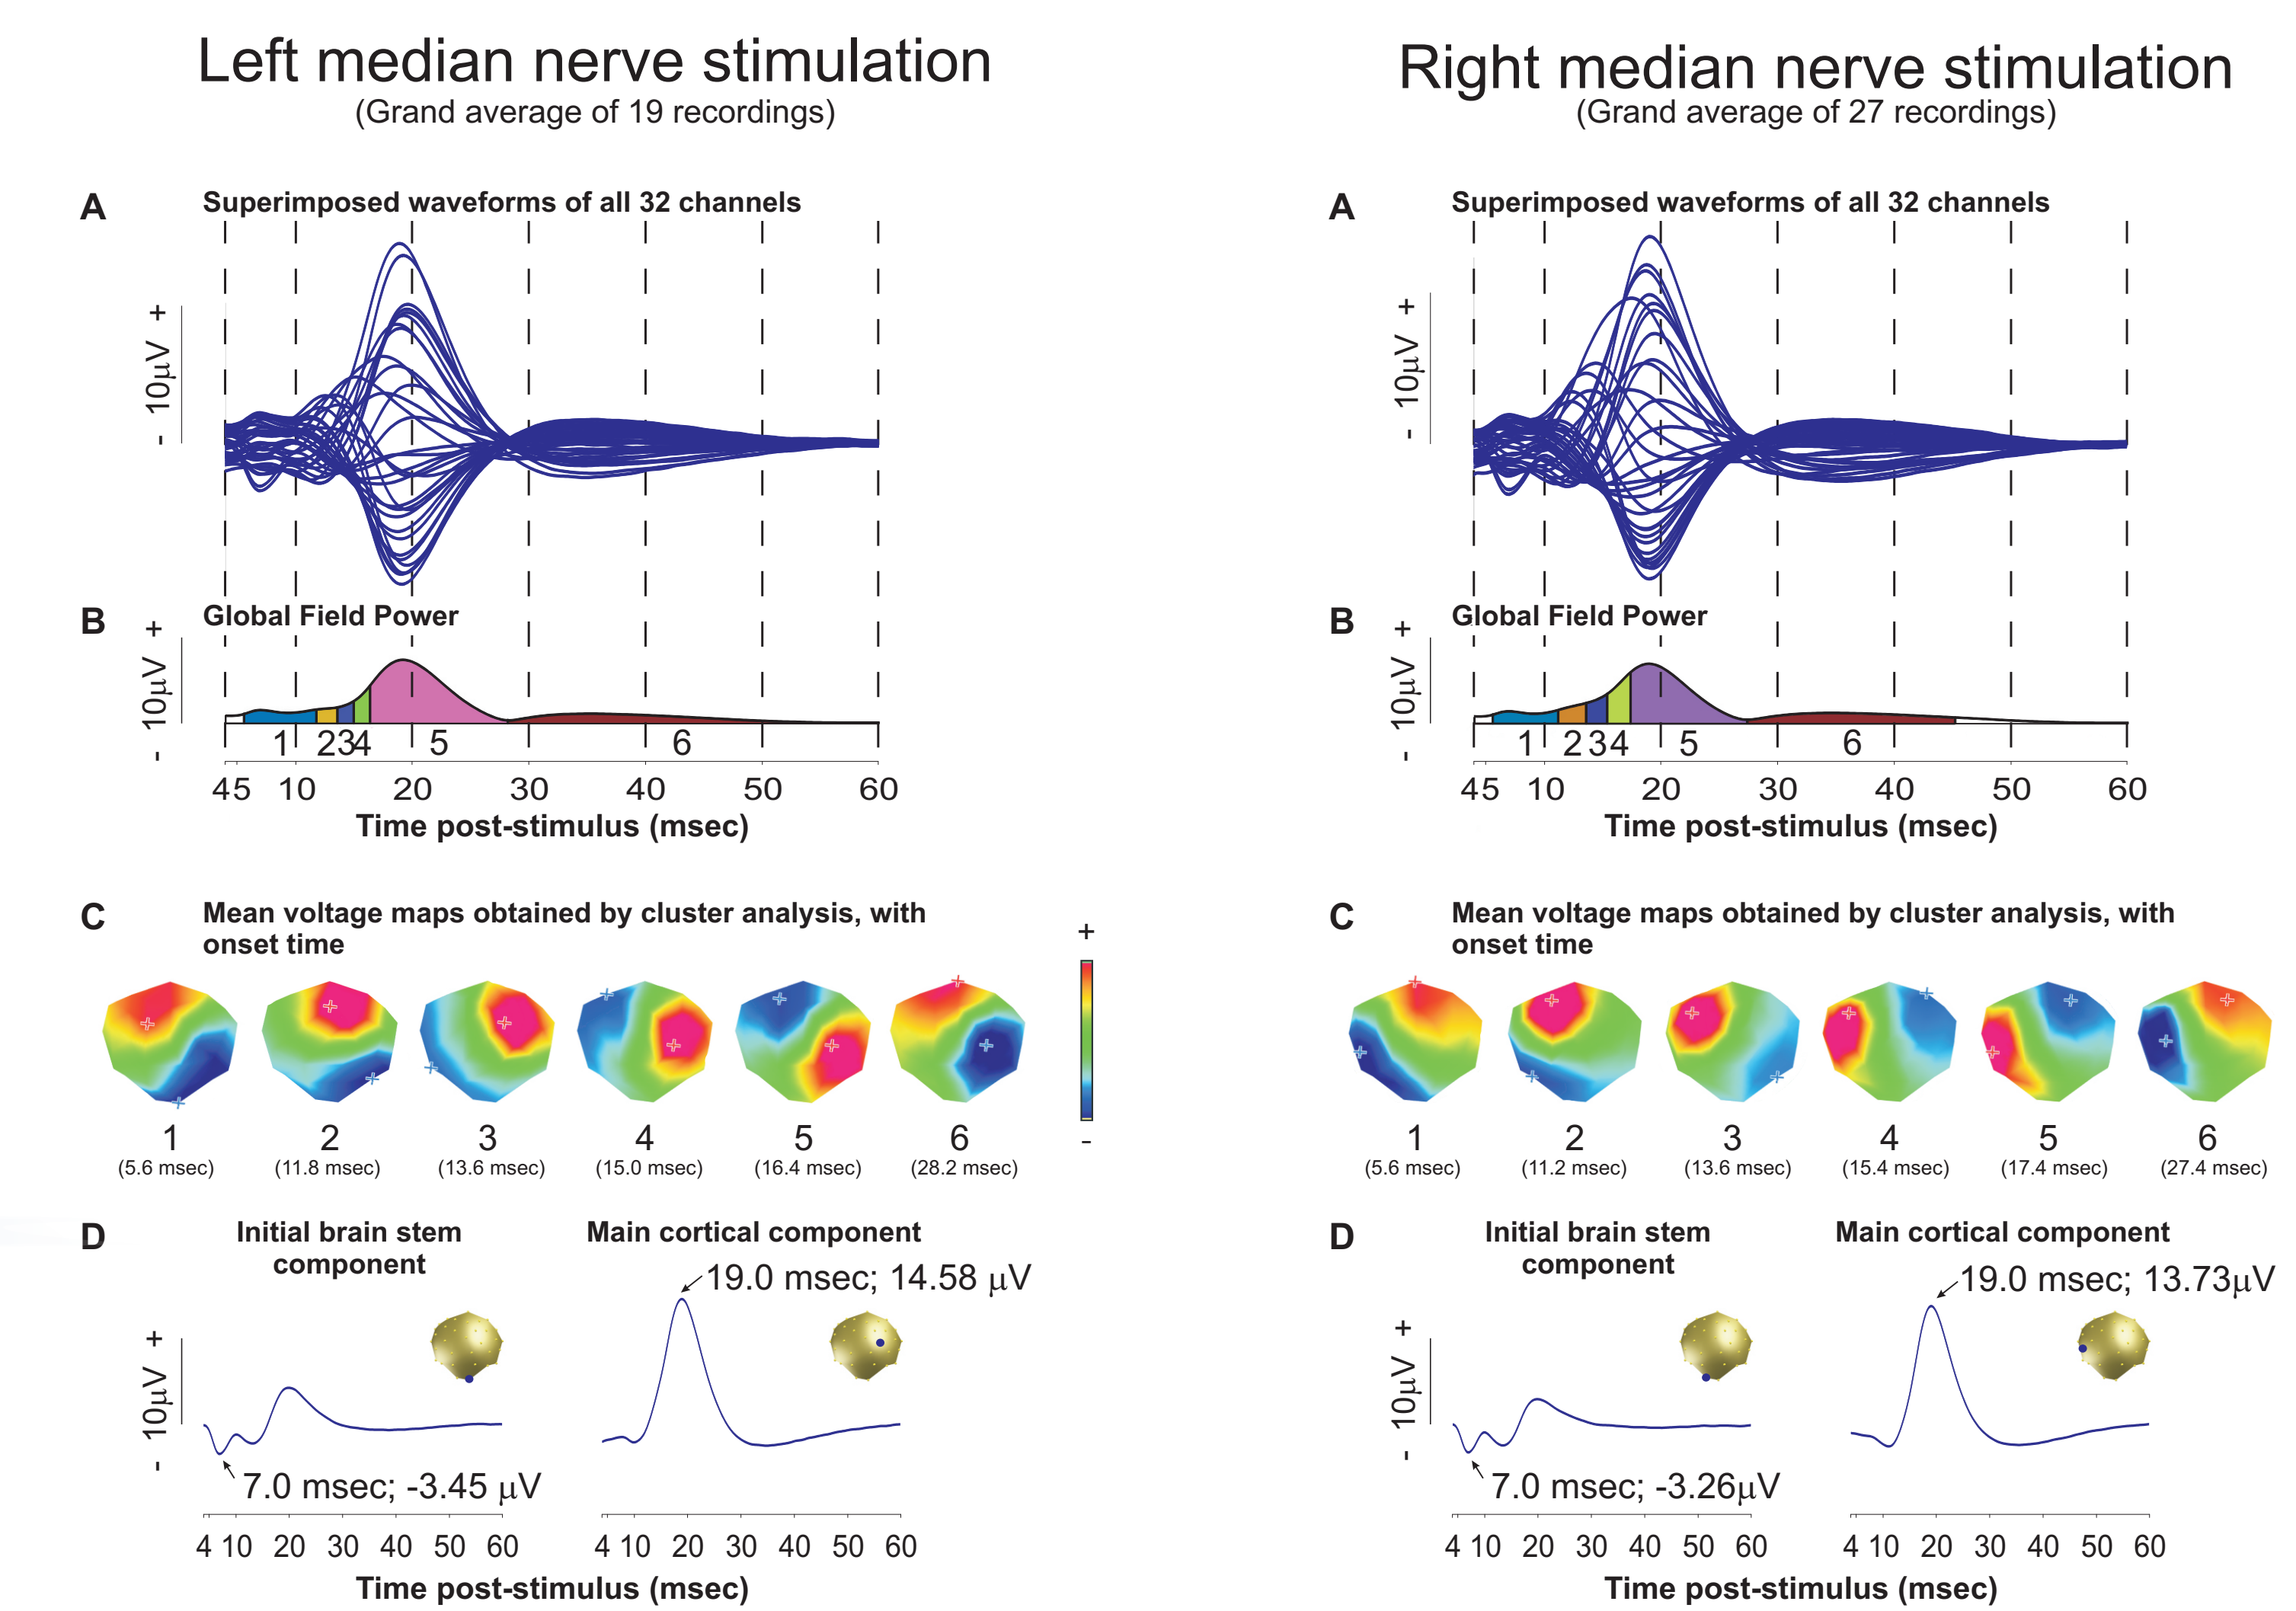 Left median nerve stimulation
(Grand average of 19 recordings)
A
Superimposed waveforms of all 32 channels
- 10µV +
B
Global Field Power
- 10µV +
1 2 3 4 5 6
4 5 10 20 30 40 50 60
Time post-stimulus (msec)
C
Mean voltage maps obtained by cluster analysis, with
onset time
+
-
1 2 3 4 5 6
(5.6 msec) (11.8 msec) (13.6 msec) (15.0 msec) (16.4 msec) (28.2 msec)
D
Initial brain stem
component
Main cortical component
19.0 msec; 14.58 µV
- 10µV +
7.0 msec; -3.45 µV
4 10 20 30 40 50 60
4 10 20 30 40 50 60
Time post-stimulus (msec)
Right median nerve stimulation
(Grand average of 27 recordings)
A
Superimposed waveforms of all 32 channels
- 10µV +
B
Global Field Power
- 10µV +
1 2 3 4 5 6
4 5 10 20 30 40 50 60
Time post-stimulus (msec)
C
Mean voltage maps obtained by cluster analysis, with
onset time
1 2 3 4 5 6
(5.6 msec) (11.2 msec) (13.6 msec) (15.4 msec) (17.4 msec) (27.4 msec)
D
Initial brain stem
component
Main cortical component
19.0 msec; 13.73µV
- 10µV +
7.0 msec; -3.26µV
4 10 20 30 40 50 60
4 10 20 30 40 50 60
Time post-stimulus (msec)